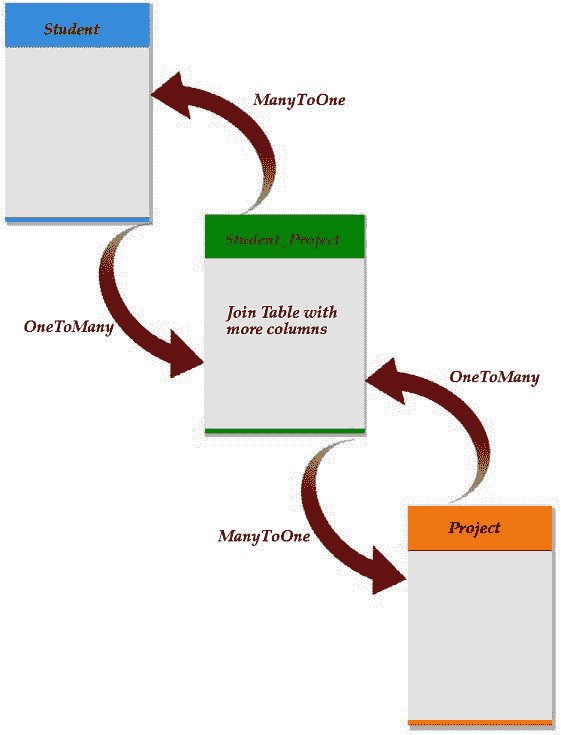 Student
ManyToOne
Student_Project
Join Table with
more columns
OneToMany
OneToMany
ManyToOne
Project